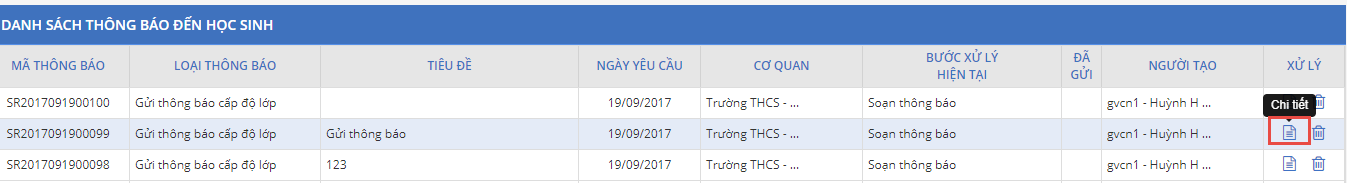 DANH SÁCH THÔNG BÁO ĐẾN HỌC SINH
MÃ THÔNG BÁO LOẠI THÔNG BÁO TIÊU ĐỀ NGÀY YÊU CẦU CƠ QUAN BƯỚC XỬ LÝ HIỆN TẠI ĐÃ GỬI NGƯỜI TẠO XỬ LÝ
SR2017091900100 Gửi thông báo cấp độ lớp 19/09/2017 Trường THCS - ... Soạn thông báo gvcn1 - Huỳnh H ...
Chi tiết
SR2017091900099 Gửi thông báo cấp độ lớp Gửi thông báo 19/09/2017 Trường THCS - ... Soạn thông báo gvcn1 - Huỳnh H ...
SR2017091900098 Gửi thông báo cấp độ lớp 123 19/09/2017 Trường THCS - ... Soạn thông báo gvcn1 - Huỳnh H ...